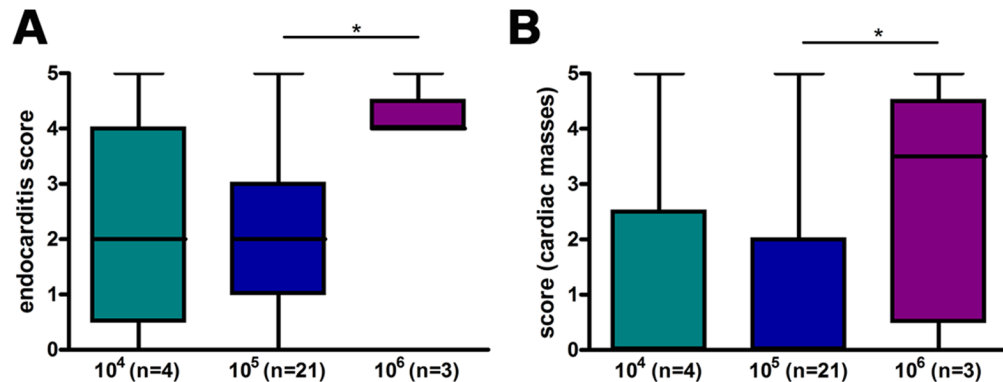 A
*
endocarditis score
5
4
3
2
1
0
10⁴ (n=4) 10⁵ (n=21) 10⁶ (n=3)
B
*
score (cardiac masses)
5
4
3
2
1
0
10⁴ (n=4) 10⁵ (n=21) 10⁶ (n=3)